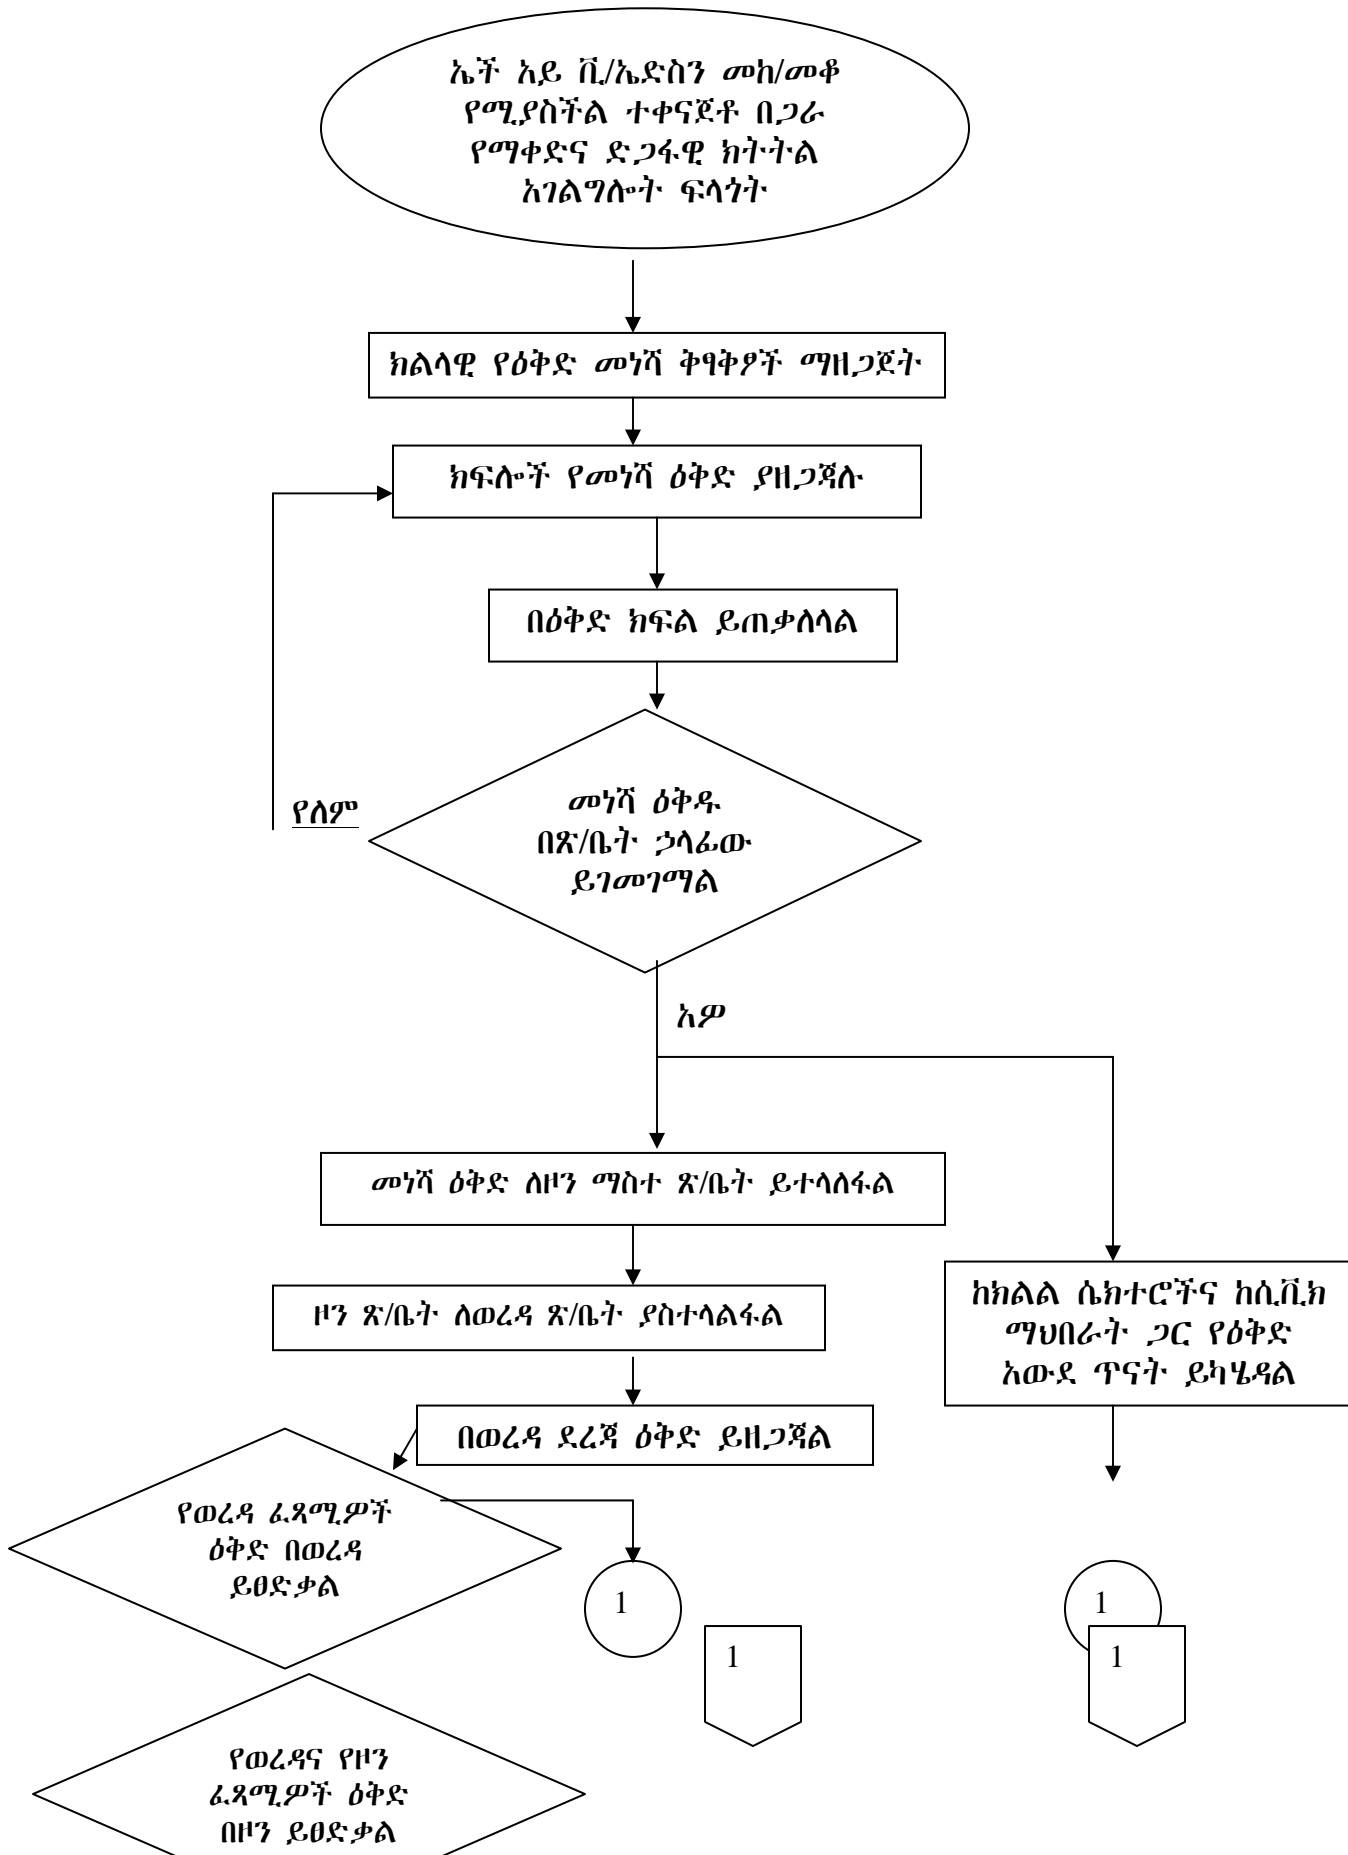 ኤች አይ ቪ/ኤድስን መከ/መቆ
የሚያስችል ተቀናጀቶ በጋራ
የማቀድና ድጋፋዊ ክትትል
አገልግሎት ፍላጎት
ክልላዊ የዕቅድ መነሻ ቅፃቅፆች ማዘጋጀት
ክፍሎች የመነሻ ዕቅድ ያዘጋጃሉ
በዕቅድ ክፍል ይጠቃለላል
መነሻ ዕቅዱ
በጽ/ቤት ኃላፊው
ይገመገማል
የለም
አዎ
መነሻ ዕቅድ ለዞን ማስተ ጽ/ቤት ይተላለፋል
ዞን ጽ/ቤት ለወረዳ ጽ/ቤት ያስተላልፋል
ከክልል ሴክተሮችና ከሲቪክ
ማህበራት ጋር የዕቅድ
አውደ ጥናት ይካሄዳል
በወረዳ ደረጃ ዕቅድ ይዘጋጃል
የወረዳ ፈጻሚዎች
ዕቅድ በወረዳ
ይፀድቃል
1
1
1
1
የወረዳና የዞን
ፈጻሚዎች ዕቅድ
በዞን ይፀድቃል